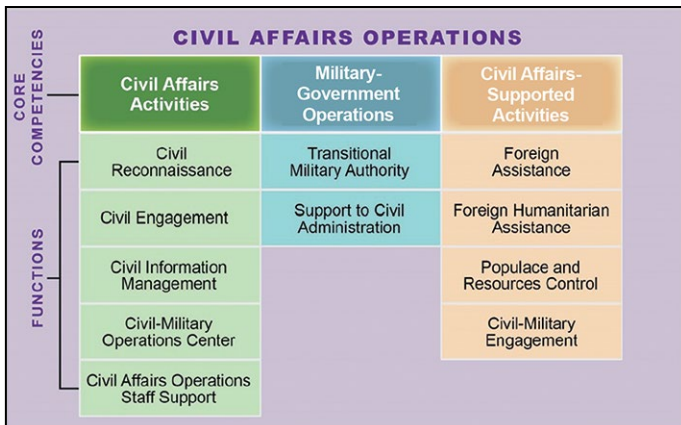 CIVIL AFFAIRS OPERATIONS
CORE
COMPETENCIES
Civil Affairs
Activities
Military-
Government
Operations
Civil Affairs-
Supported
Activities
FUNCTIONS
Civil
Reconnaissance
Transitional
Military Authority
Foreign
Assistance
Civil Engagement
Support to Civil
Administration
Foreign Humanitarian
Assistance
Civil Information
Management
Populace and
Resources Control
Civil-Military
Operations Center
Civil-Military
Engagement
Civil Affairs Operations
Staff Support